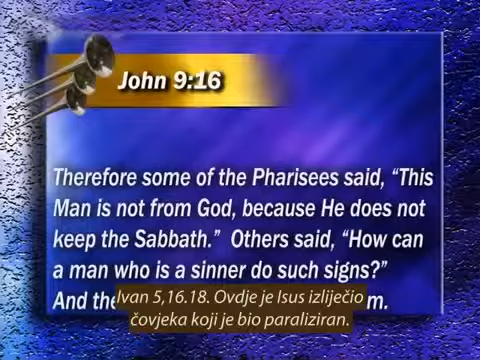 John 9:16
Therefore some of the Pharisees said, “This
Man is not from God, because He does not
keep the Sabbath.”  Others said, “How can
a man who is a sinner do such signs?”
And
Ivan 5,16.18. Ovdje je Isus izliječio
čovjeka koji je bio paraliziran.